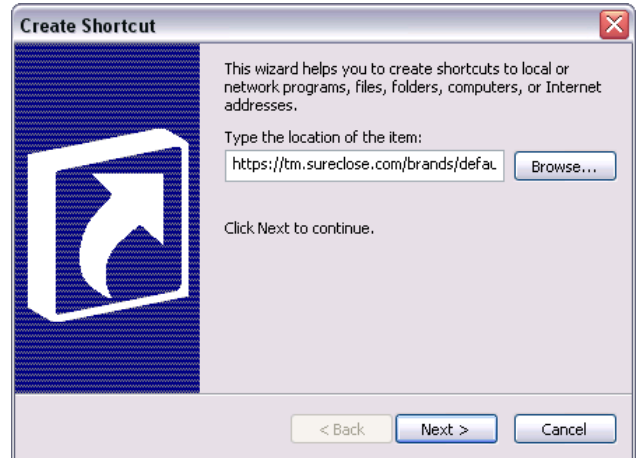 Create Shortcut
This wizard helps you to create shortcuts to local or
network programs, files, folders, computers, or Internet
addresses.
Type the location of the item:
https://tm.sureclose.com/brands/defau
Browse...
Click Next to continue.
< Back
Next >
Cancel